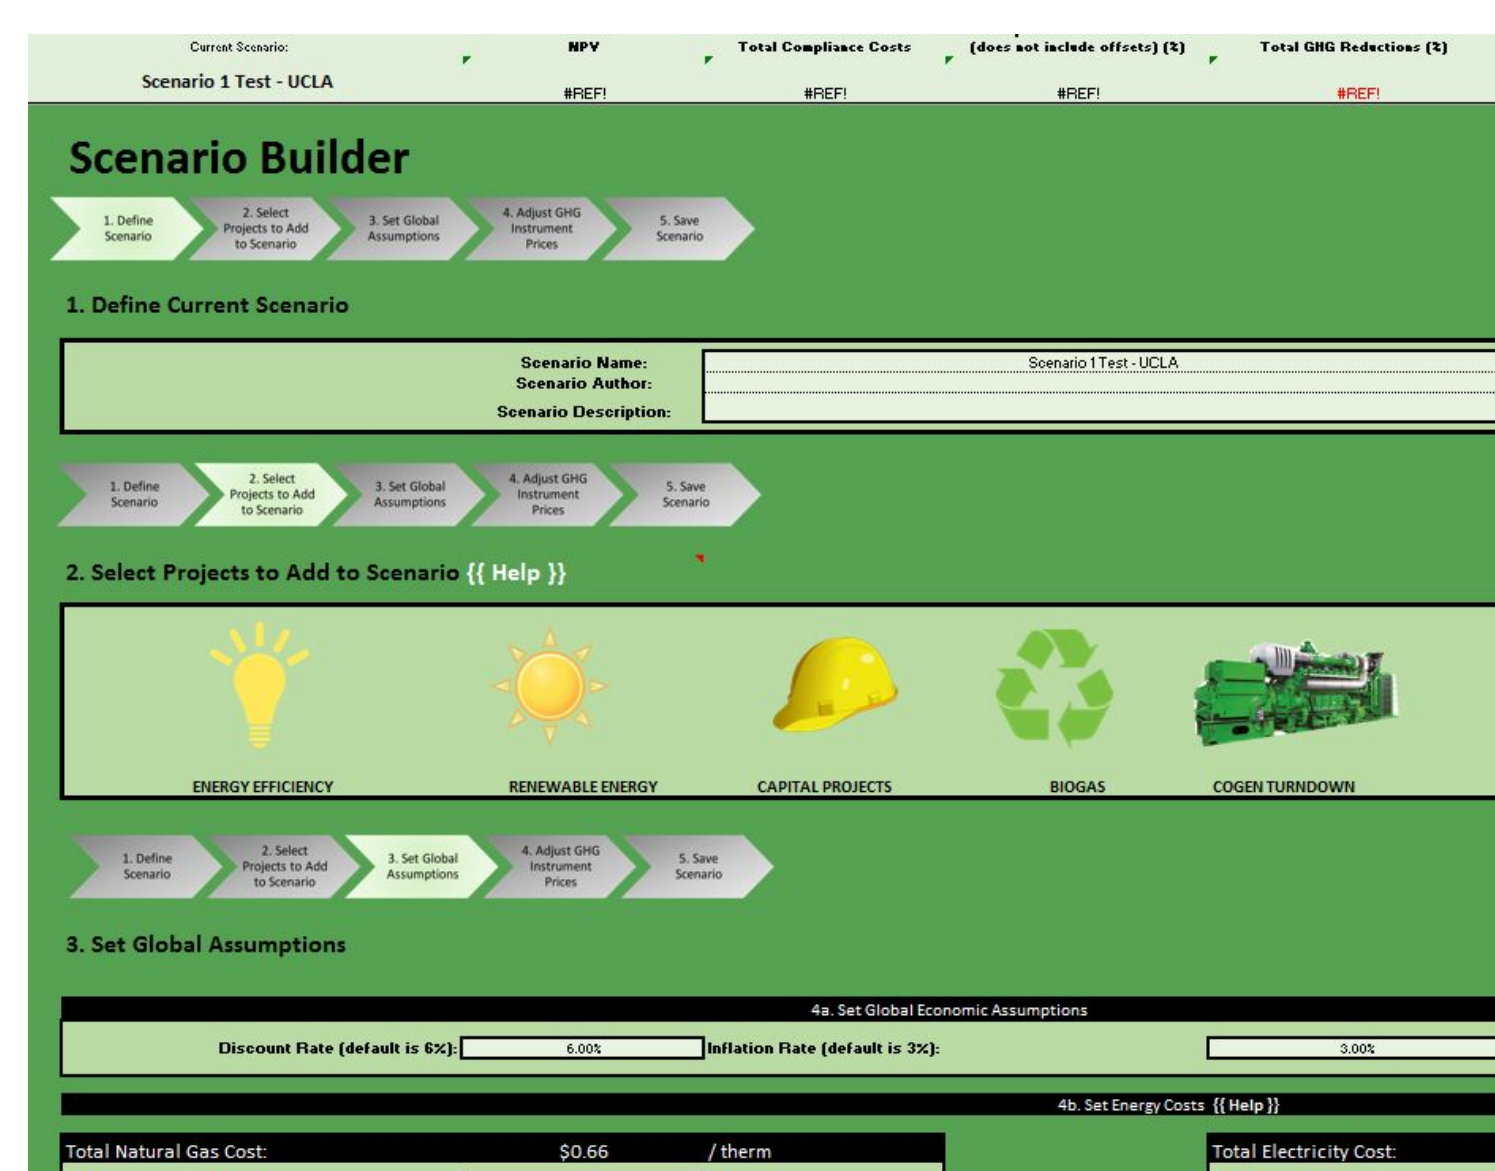 Current Scenario: NPV Total Compliance Costs (does not include offsets) (%) Total GHG Reductions (%)
Scenario 1 Test - UCLA #REF! #REF! #REF! #REF!
Scenario Builder
1. Define Scenario 2. Select Projects to Add to Scenario 3. Set Global Assumptions 4. Adjust GHG Instrument Prices 5. Save Scenario
1. Define Current Scenario
Scenario Name: Scenario 1 Test - UCLA
Scenario Author:
Scenario Description:
1. Define Scenario 2. Select Projects to Add to Scenario 3. Set Global Assumptions 4. Adjust GHG Instrument Prices 5. Save Scenario
2. Select Projects to Add to Scenario {{ Help }}
ENERGY EFFICIENCY RENEWABLE ENERGY CAPITAL PROJECTS BIOGAS COGEN TURNDOWN
1. Define Scenario 2. Select Projects to Add to Scenario 3. Set Global Assumptions 4. Adjust GHG Instrument Prices 5. Save Scenario
3. Set Global Assumptions
4a. Set Global Economic Assumptions
Discount Rate (default is 6%): 6.00% Inflation Rate (default is 3%): 3.00%
4b. Set Energy Costs {{ Help }}
Total Natural Gas Cost: $0.66 / therm Total Electricity Cost: